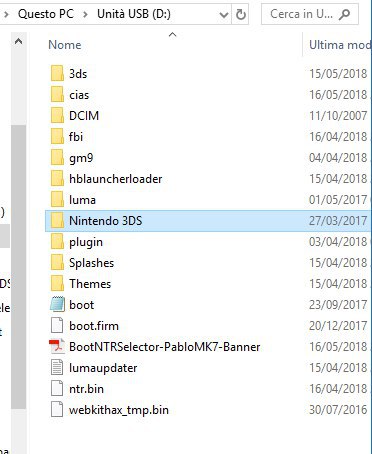 Questo PC > Unità USB (D:)
Cerca in U...
Nome
Ultima mod
3ds 15/05/2018
cias 16/05/2018
DCIM 11/10/2007
fbi 16/04/2018
gm9 04/04/2018
hblauncherloader 15/04/2018
luma 01/05/2017
Nintendo 3DS 27/03/2017
plugin 03/04/2018
Splashes 15/04/2018
Themes 15/04/2018
boot 23/09/2017
boot.firm 20/12/2017
BootNTRSelector-PabloMK7-Banner 16/05/2018
lumaupdater 15/04/2018
ntr.bin 16/04/2018
webkithax_tmp.bin 30/07/2016